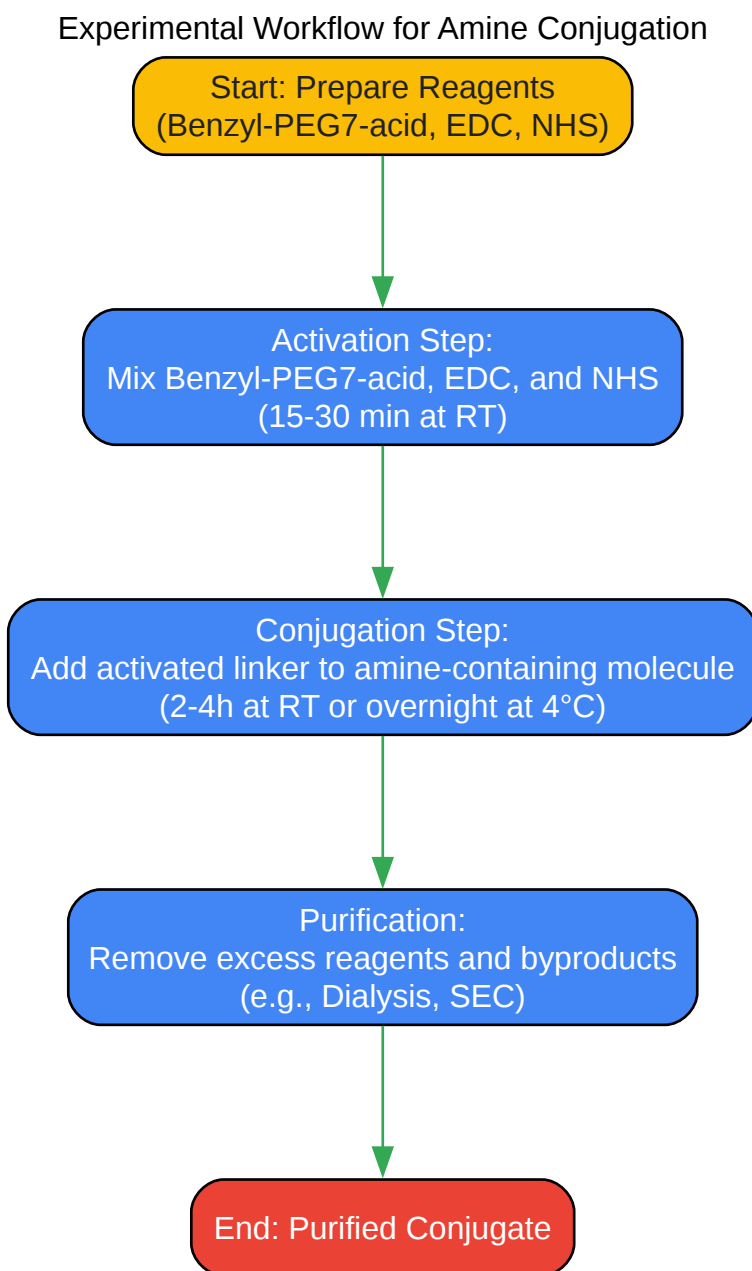 Experimental Workflow for Amine Conjugation
Start: Prepare Reagents
(Benzyl-PEG7-acid, EDC, NHS)
Activation Step:
Mix Benzyl-PEG7-acid, EDC, and NHS
(15-30 min at RT)
Conjugation Step:
Add activated linker to amine-containing molecule
(2-4h at RT or overnight at 4°C)
Purification:
Remove excess reagents and byproducts
(e.g., Dialysis, SEC)
End: Purified Conjugate